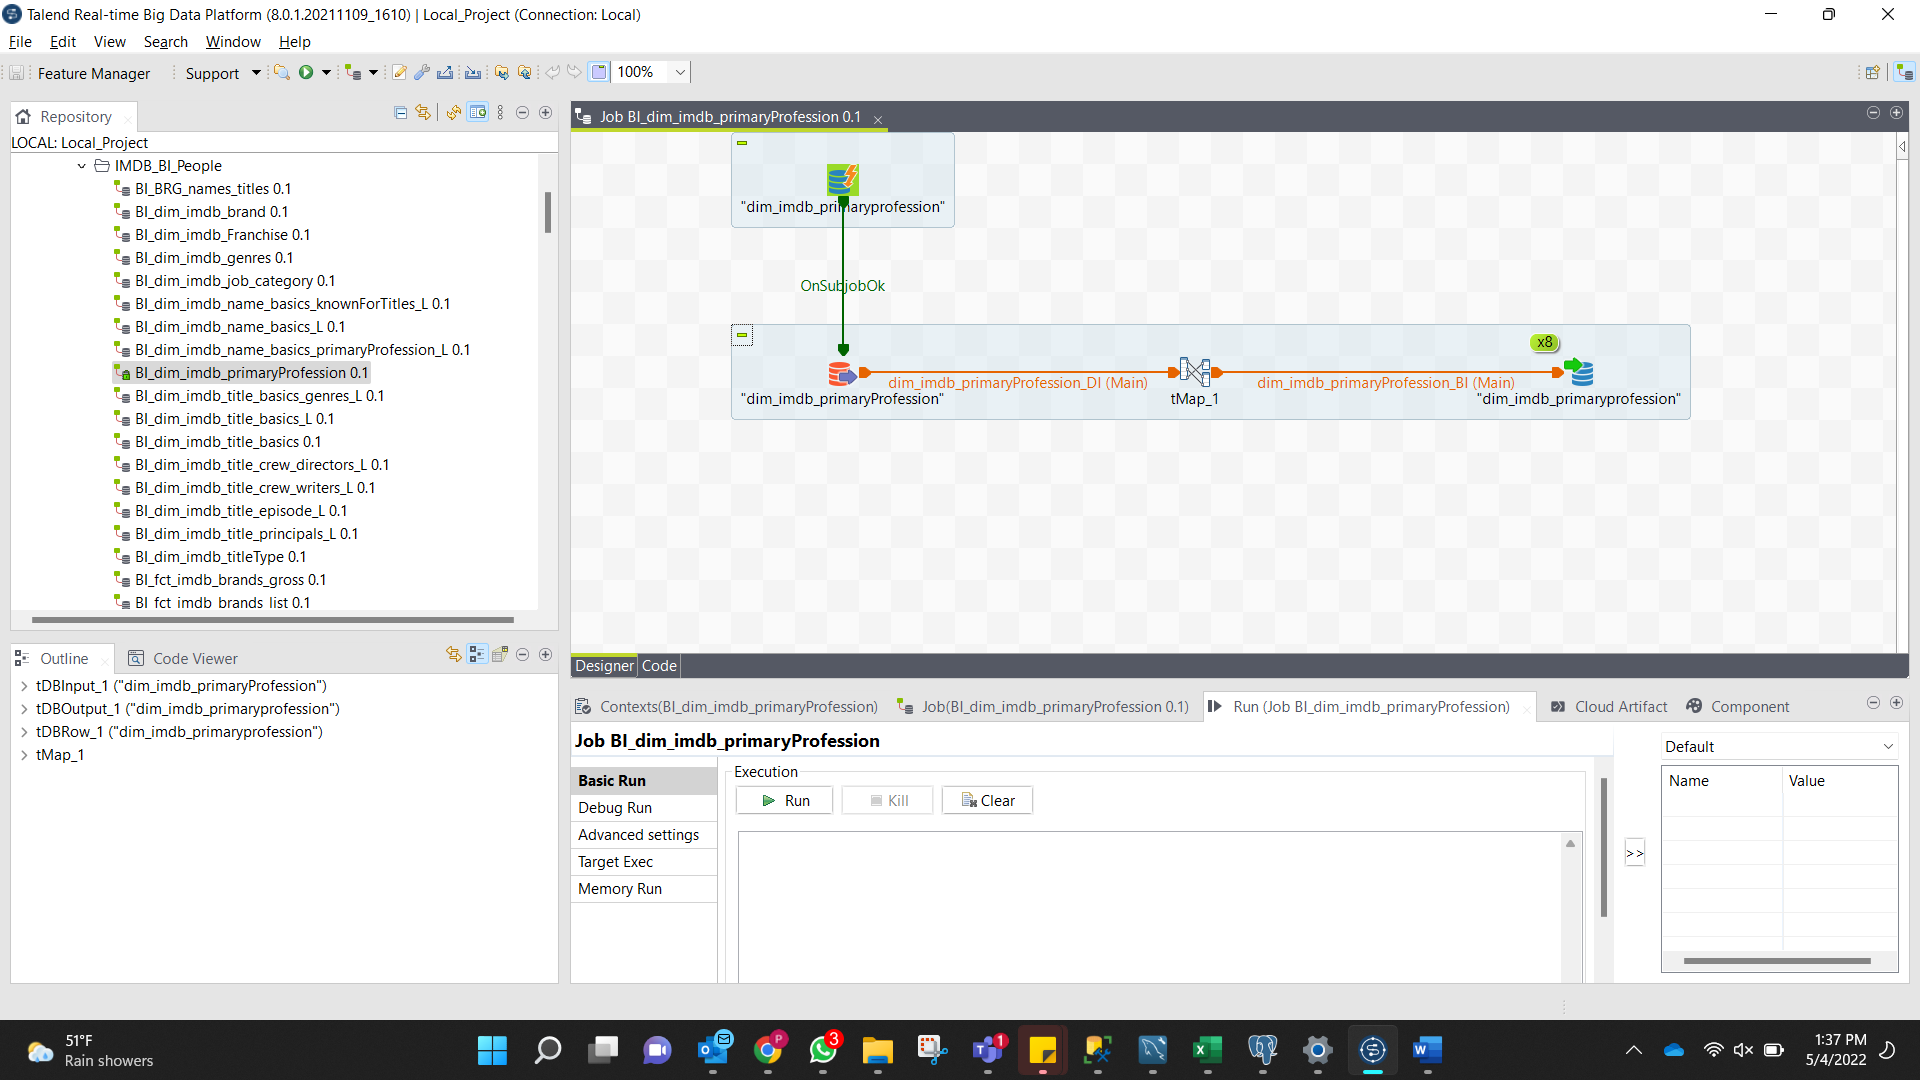 Talend Real-time Big Data Platform (8.0.1.20211109_1610) | Local_Project (Connection: Local)
File Edit View Search Window Help
Feature Manager Support 100%
Repository
LOCAL: Local_Project
IMDB_BI_People
BI_BRG_names_titles 0.1
BI_dim_imdb_brand 0.1
BI_dim_imdb_Franchise 0.1
BI_dim_imdb_genres 0.1
BI_dim_imdb_job_category 0.1
BI_dim_imdb_name_basics_knownForTitles_L 0.1
BI_dim_imdb_name_basics_L 0.1
BI_dim_imdb_name_basics_primaryProfession_L 0.1
BI_dim_imdb_primaryProfession 0.1
BI_dim_imdb_title_basics_genres_L 0.1
BI_dim_imdb_title_basics_L 0.1
BI_dim_imdb_title_basics 0.1
BI_dim_imdb_title_crew_directors_L 0.1
BI_dim_imdb_title_crew_writers_L 0.1
BI_dim_imdb_title_episode_L 0.1
BI_dim_imdb_title_principals_L 0.1
BI_dim_imdb_titleType 0.1
BI_fct_imdb_brands_gross 0.1
BI_fct_imdb_brands_list 0.1
Outline Code Viewer
tDBInput_1 ("dim_imdb_primaryProfession")
tDBOutput_1 ("dim_imdb_primaryprofession")
tDBRow_1 ("dim_imdb_primaryprofession")
tMap_1
Job BI_dim_imdb_primaryProfession 0.1
"dim_imdb_primaryprofession"
OnSubjobOk
x8
dim_imdb_primaryProfession_DI (Main) dim_imdb_primaryProfession_BI (Main)
"dim_imdb_primaryProfession" tMap_1 "dim_imdb_primaryprofession"
Designer Code
Contexts(BI_dim_imdb_primaryProfession) Job(BI_dim_imdb_primaryProfession 0.1) Run (Job BI_dim_imdb_primaryProfession) Cloud Artifact Component
Job BI_dim_imdb_primaryProfession
Basic Run
Debug Run
Advanced settings
Target Exec
Memory Run
Execution
Run Kill Clear
>>
Default
Name Value
51°F
Rain showers
P
3
1
1:37 PM
5/4/2022